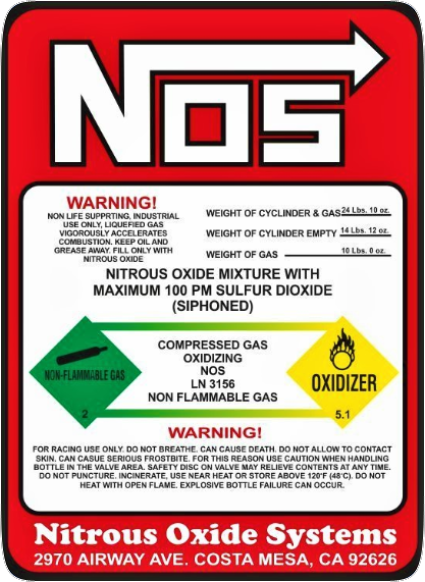 NOS
WARNING!
NON LIFE SUPPRTING, INDUSTRIAL
USE ONLY, LIQUEFIED GAS
VIGOROUSLY ACCELERATES
COMBUSTION. KEEP OIL AND
GREASE AWAY. FILL ONLY WITH
NITROUS OXIDE
WEIGHT OF CYCLINDER & GAS 24 Lbs. 10 oz.
WEIGHT OF CYLINDER EMPTY 14 Lbs. 12 oz.
WEIGHT OF GAS 10 Lbs. 0 oz.
NITROUS OXIDE MIXTURE WITH
MAXIMUM 100 PM SULFUR DIOXIDE
(SIPHONED)
NON-FLAMMABLE GAS
2
COMPRESSED GAS
OXIDIZING
NOS
LN 3156
NON FLAMMABLE GAS
OXIDIZER
5.1
WARNING!
FOR RACING USE ONLY. DO NOT BREATHE. CAN CAUSE DEATH. DO NOT ALLOW TO CONTACT
SKIN. CAN CASUE SERIOUS FROSTBITE. FOR THIS REASON USE CAUTION WHEN HANDLING
BOTTLE IN THE VALVE AREA. SAFETY DISC ON VALVE MAY RELIEVE CONTENTS AT ANY TIME.
DO NOT PUNCTURE. INCINERATE, USE NEAR HEAT OR STORE ABOVE 120°F (48°C). DO NOT
HEAT WITH OPEN FLAME. EXPLOSIVE BOTTLE FAILURE CAN OCCUR.
Nitrous Oxide Systems
2970 AIRWAY AVE. COSTA MESA, CA 92626